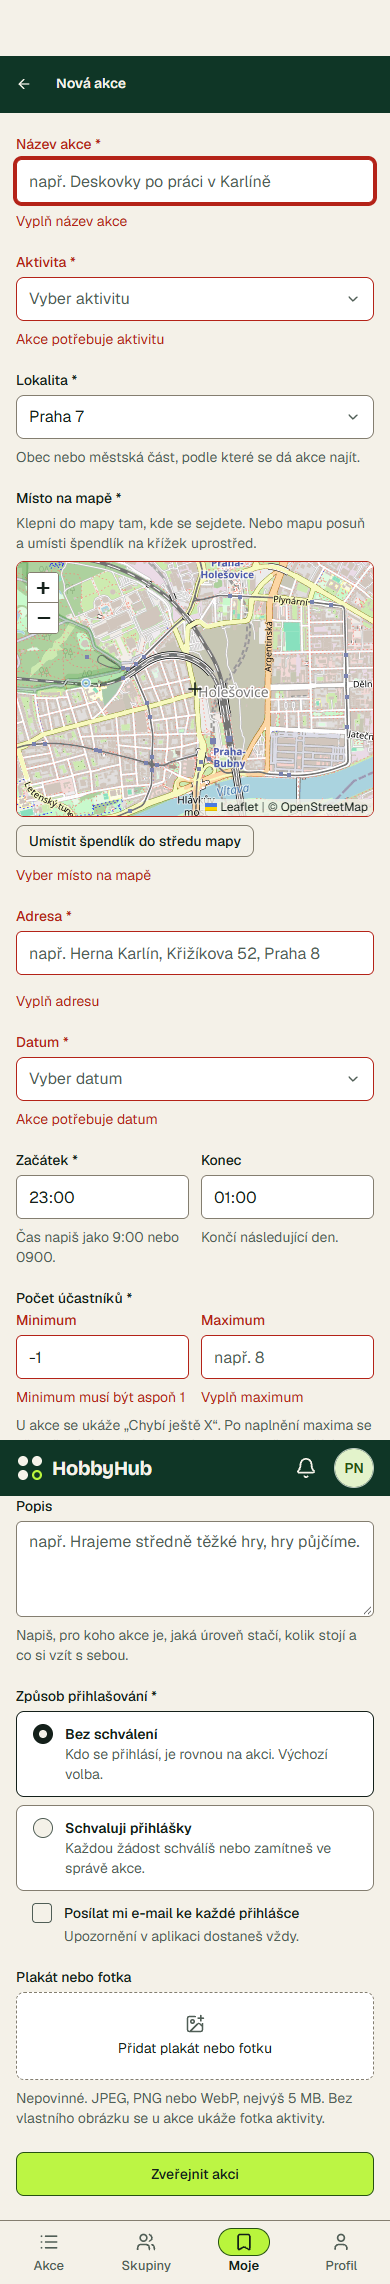 Nová akce
Název akce *
např. Deskovky po práci v Karlíně
Vyplň název akce
Aktivita *
Vyber aktivitu
Akce potřebuje aktivitu
Lokalita *
Praha 7
Obec nebo městská část, podle které se dá akce najít.
Místo na mapě *
Klepni do mapy tam, kde se sejdete. Nebo mapu posuň
a umísti špendlík na křížek uprostřed.
+
−
Praha-
Holešovice
Plynární
Argentinská
Děln
Holešovice
Jatečn
Praha-
Bubny
Letenský tune
Vltava
Hlávk
mo
Leaflet | © OpenStreetMap
Umístit špendlík do středu mapy
Vyber místo na mapě
Adresa *
např. Herna Karlín, Křižíkova 52, Praha 8
Vyplň adresu
Datum *
Vyber datum
Akce potřebuje datum
Začátek * Konec
23:00 01:00
Čas napiš jako 9:00 nebo Končí následující den.
0900.
Počet účastníků *
Minimum Maximum
-1 např. 8
Minimum musí být aspoň 1 Vyplň maximum
U akce se ukáže „Chybí ještě X“. Po naplnění maxima se
HobbyHub PN
Popis
např. Hrajeme středně těžké hry, hry půjčíme.
Napiš, pro koho akce je, jaká úroveň stačí, kolik stojí a
co si vzít s sebou.
Způsob přihlašování *
Bez schválení
Kdo se přihlásí, je rovnou na akci. Výchozí
volba.
Schvaluji přihlášky
Každou žádost schválíš nebo zamítneš ve
správě akce.
Posílat mi e-mail ke každé přihlášce
Upozornění v aplikaci dostaneš vždy.
Plakát nebo fotka
Přidat plakát nebo fotku
Nepovinné. JPEG, PNG nebo WebP, nejvýš 5 MB. Bez
vlastního obrázku se u akce ukáže fotka aktivity.
Zveřejnit akci
Akce Skupiny Moje Profil